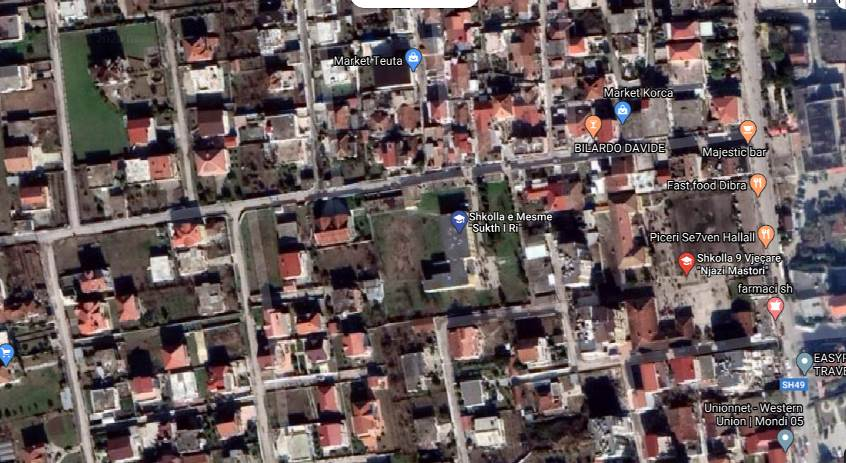 Market Teuta
Market Korca
BILARDO DAVIDE
Majestic bar
Fast food Dibra
Shkolla e Mesme
"Sukth I Ri"
Piceri Se7ven Hallall
Shkolla 9 Vjeçare
"Njazi Mastori"
farmaci sh
EASYP
TRAVE
SH49
Unionnet - Western
Union | Mondi 05